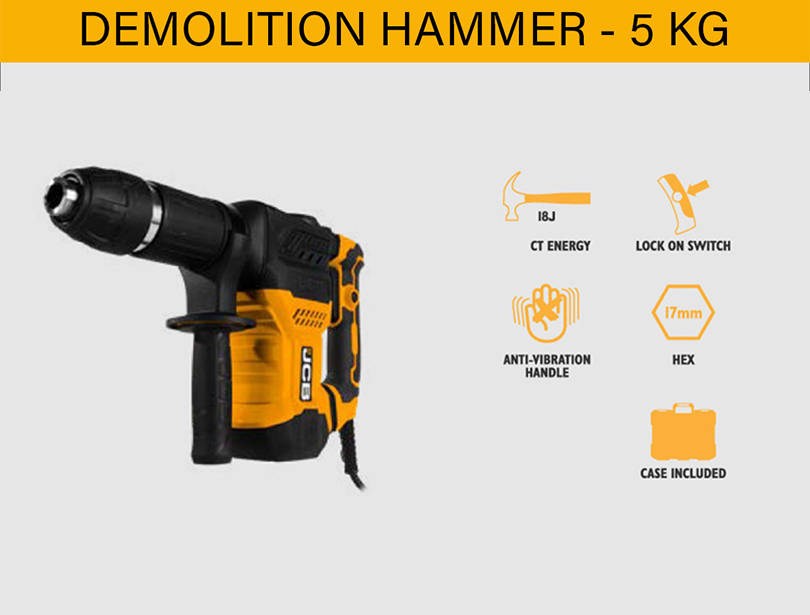 DEMOLITION HAMMER - 5 KG
18J
CT ENERGY
LOCK ON SWITCH
17mm
ANTI-VIBRATION
HANDLE
HEX
JCB
CASE INCLUDED